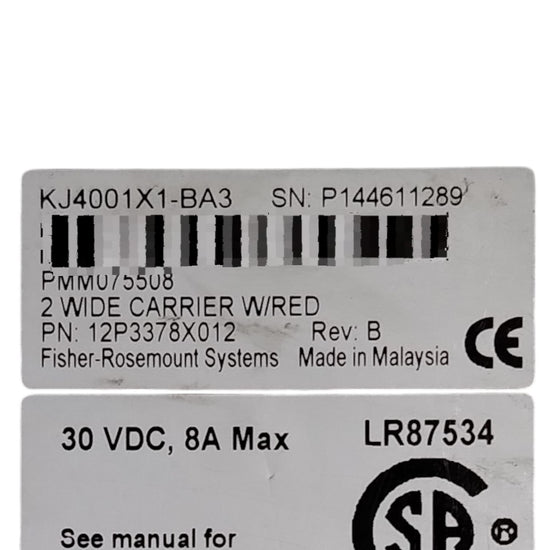 KJ4001X1-BA3 SN: P144611289
PMM075508
2 WIDE CARRIER W/RED
PN: 12P3378X012 Rev: B
Fisher-Rosemount Systems Made in Malaysia
CE
30 VDC, 8A Max LR87534
See manual for
SA ®